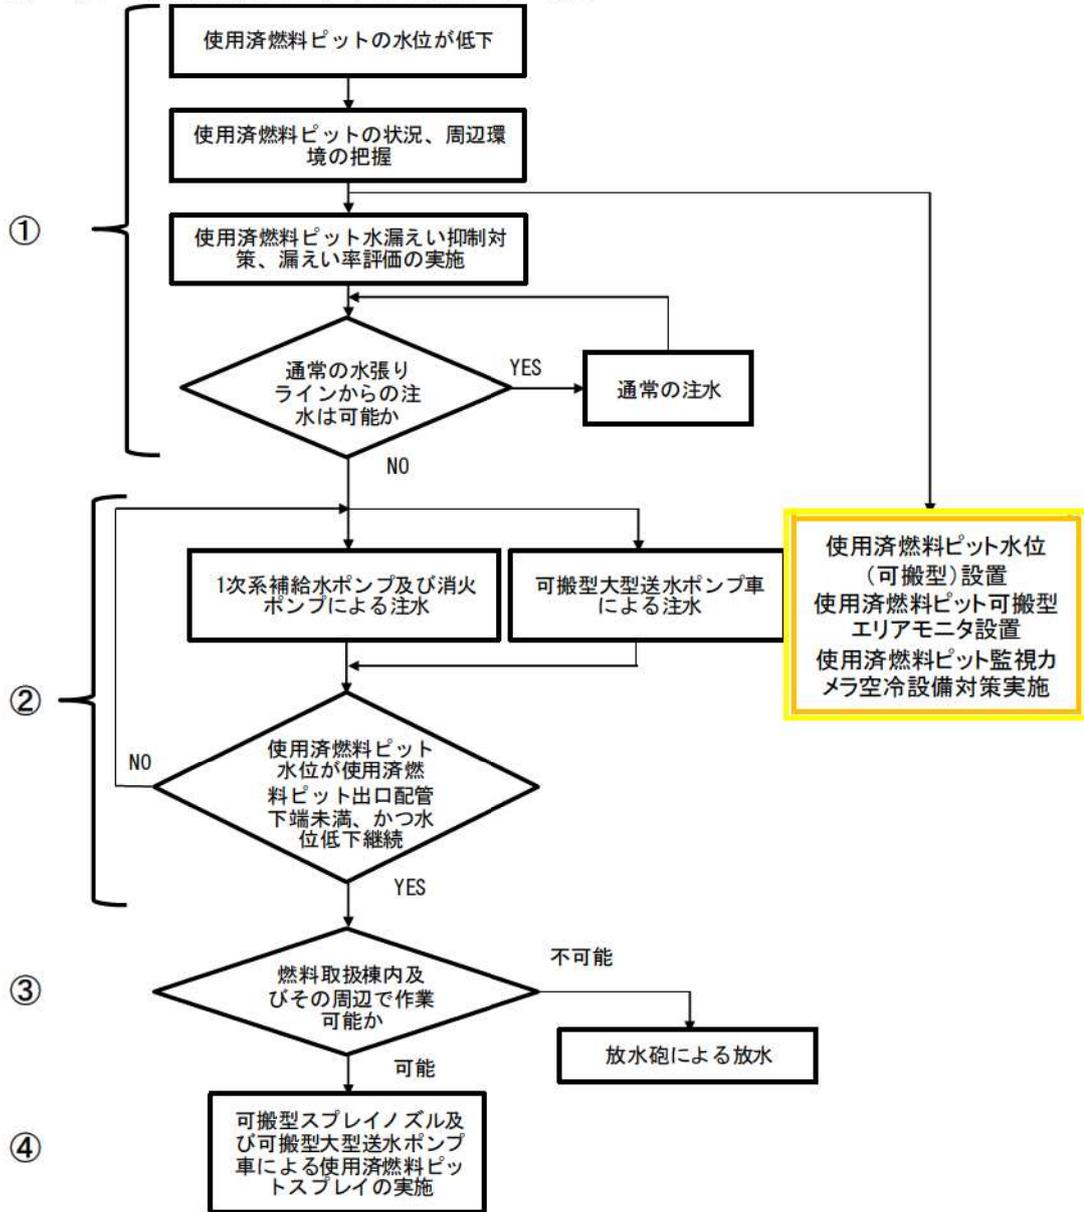 使用済燃料ピットの水位が低下
使用済燃料ピットの状況、周辺環
境の把握
①
使用済燃料ピット水漏えい抑制対
策、漏えい率評価の実施
通常の水張り
ラインからの注
水は可能か
YES
通常の注水
NO
1次系補給水ポンプ及び消火
ポンプによる注水
可搬型大型送水ポンプ車
による注水
使用済燃料ピット水位
(可搬型)設置
使用済燃料ピット可搬型
エリアモニタ設置
使用済燃料ピット監視カ
メラ空冷設備対策実施
②
NO
使用済燃料ピット
水位が使用済燃
料ピット出口配管
下端未満、かつ水
位低下継続
YES
③
燃料取扱棟内及
びその周辺で作業
可能か
不可能
放水砲による放水
可能
④
可搬型スプレイノズル及
び可搬型大型送水ポンプ
車による使用済燃料ピッ
トスプレイの実施